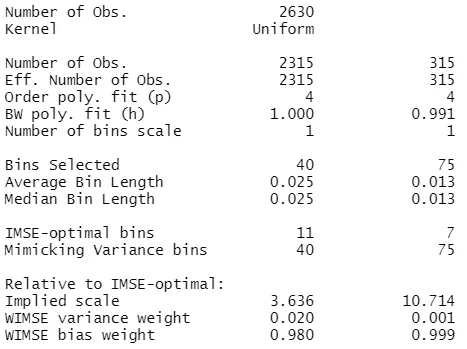 Number of Obs. 2630
Kernel Uniform
Number of Obs. 2315 315
Eff. Number of Obs. 2315 315
Order poly. fit (p) 4 4
BW poly. fit (h) 1.000 0.991
Number of bins scale 1 1
Bins Selected 40 75
Average Bin Length 0.025 0.013
Median Bin Length 0.025 0.013
IMSE-optimal bins 11 7
Mimicking Variance bins 40 75
Relative to IMSE-optimal:
Implied scale 3.636 10.714
WIMSE variance weight 0.020 0.001
WIMSE bias weight 0.980 0.999